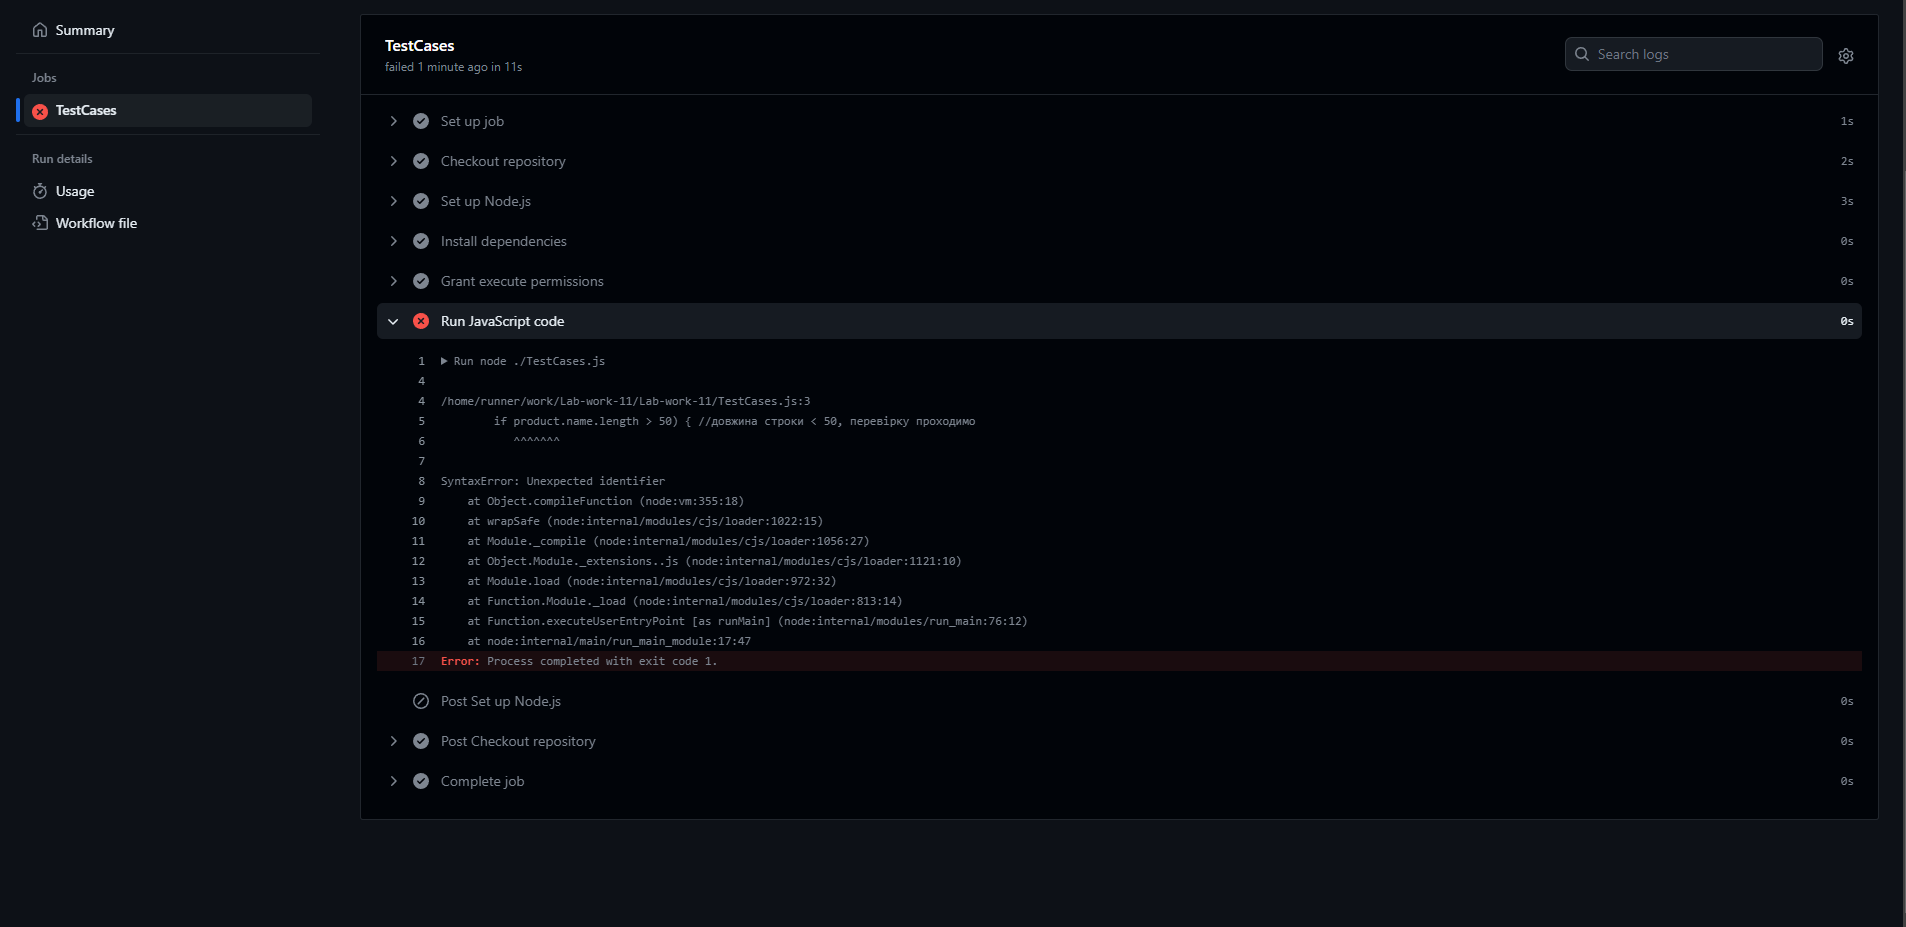 Summary
Jobs
TestCases
Run details
Usage
Workflow file
TestCases
failed 1 minute ago in 11s
Search logs
Set up job 1s
Checkout repository 2s
Set up Node.js 3s
Install dependencies 0s
Grant execute permissions 0s
Run JavaScript code 0s
1 Run node ./TestCases.js
4
4 /home/runner/work/Lab-work-11/Lab-work-11/TestCases.js:3
5 if product.name.length > 50) { //довжина строки < 50, перевірку проходимо
6 ^^^^^^^
7
8 SyntaxError: Unexpected identifier
9 at Object.compileFunction (node:vm:355:18)
10 at wrapSafe (node:internal/modules/cjs/loader:1022:15)
11 at Module._compile (node:internal/modules/cjs/loader:1056:27)
12 at Object.Module._extensions..js (node:internal/modules/cjs/loader:1121:10)
13 at Module.load (node:internal/modules/cjs/loader:972:32)
14 at Function.Module._load (node:internal/modules/cjs/loader:813:14)
15 at Function.executeUserEntryPoint [as runMain] (node:internal/modules/run_main:76:12)
16 at node:internal/main/run_main_module:17:47
17 Error: Process completed with exit code 1.
Post Set up Node.js 0s
Post Checkout repository 0s
Complete job 0s